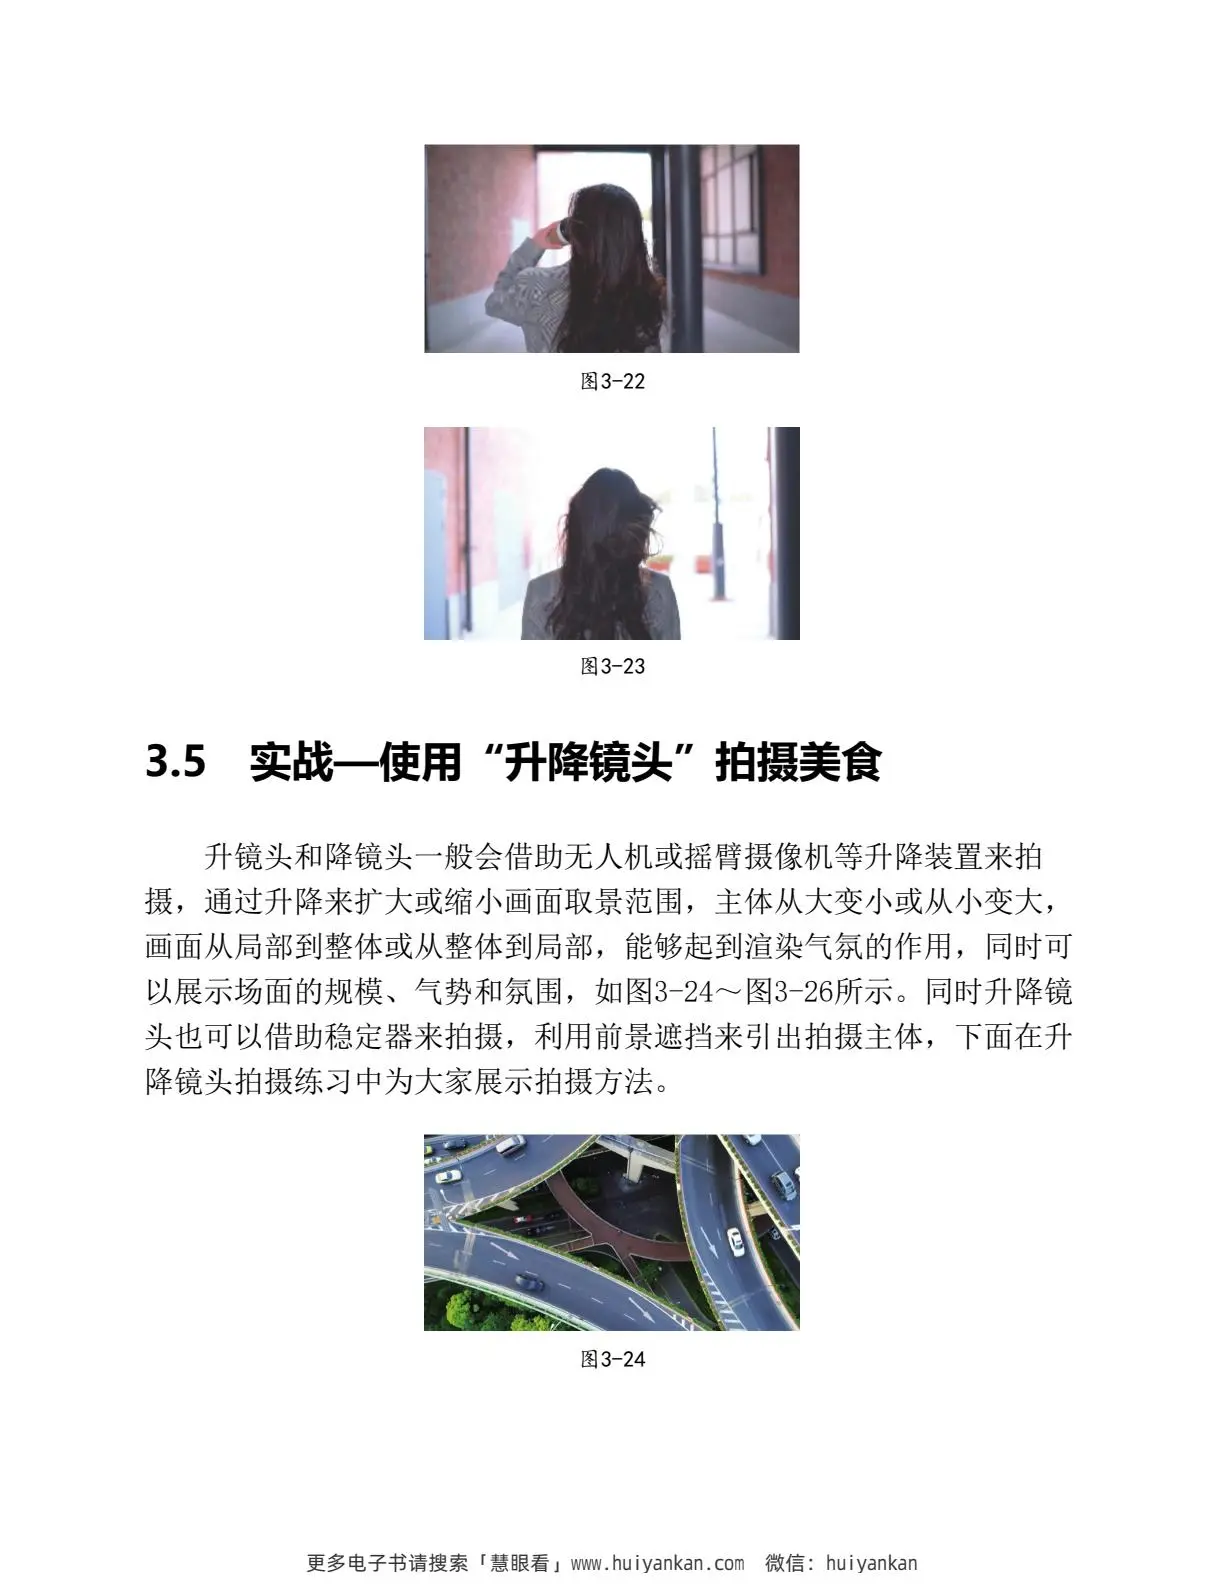 图3-22
图3-23
3.5 实战—使用“升降镜头”拍摄美食
升镜头和降镜头一般会借助无人机或摇臂摄像机等升降装置来拍
摄，通过升降来扩大或缩小画面取景范围，主体从大变小或从小变大，
画面从局部到整体或从整体到局部，能够起到渲染气氛的作用，同时可
以展示场面的规模、气势和氛围，如图3-24～图3-26所示。同时升降镜
头也可以借助稳定器来拍摄，利用前景遮挡来引出拍摄主体，下面在升
降镜头拍摄练习中为大家展示拍摄方法。
图3-24
更多电子书请搜索「慧眼看」www.huiyankan.com 微信：huiyankan